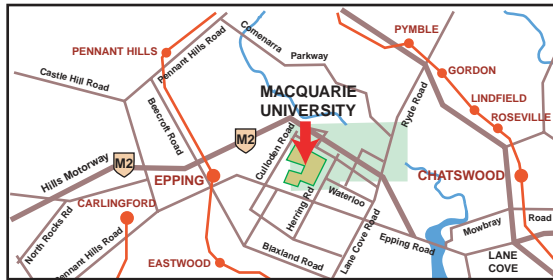 PENNANT HILLS
Pennant Hills Road
Comenarra
Parkway
PYMBLE
GORDON
LINDFIELD
ROSEVILLE
Castle Hill Road
Beecroft Road
MACQUARIE
UNIVERSITY
Ryde Road
M2
M2
Hills Motorway
Culloden Road
EPPING
CHATSWOOD
CARLINGFORD
Herring Rd
Waterloo
North Rocks Rd
Pennant Hills Road
Blaxland Road
Lane Cove Road
Epping Road
Mowbray
Road
EASTWOOD
LANE
COVE